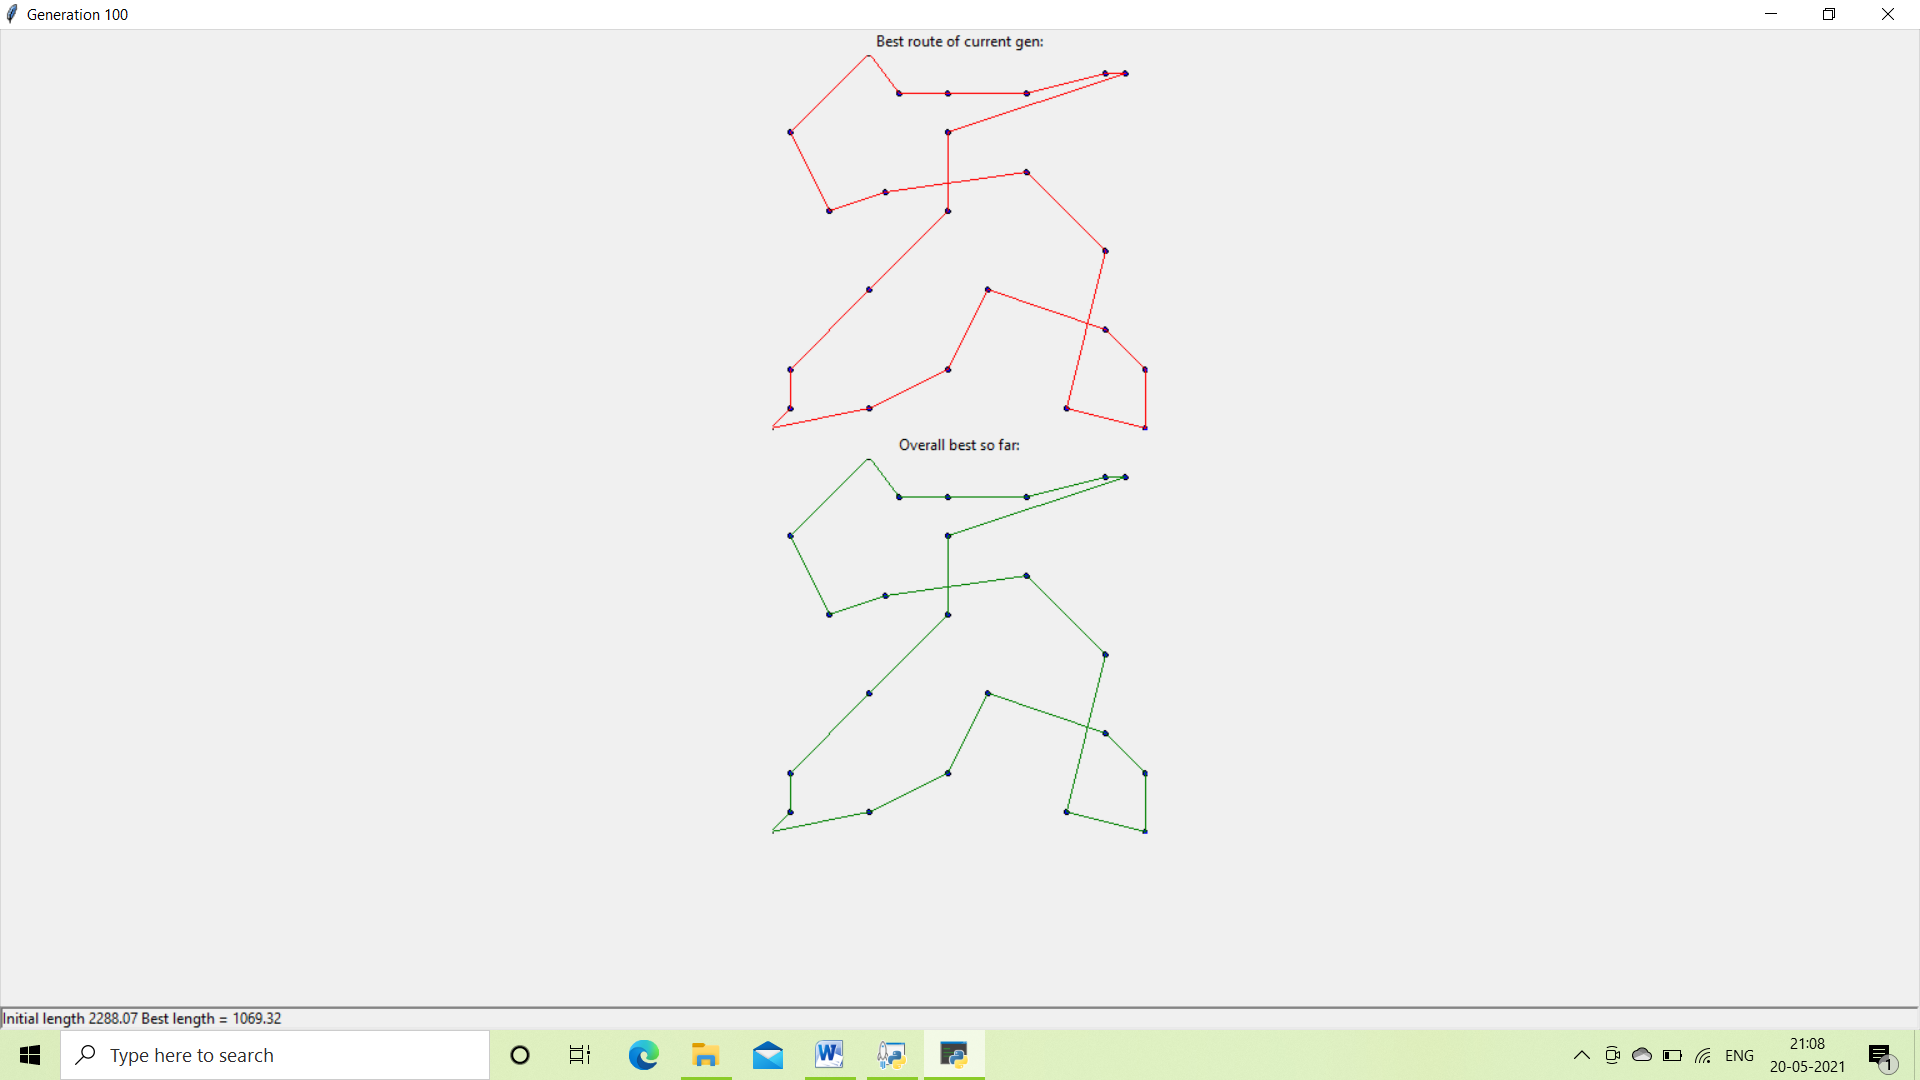 Generation 100
Best route of current gen:
Overall best so far:
Initial length 2288.07 Best length = 1069.32
Type here to search
W
ENG
21:08
20-05-2021
1